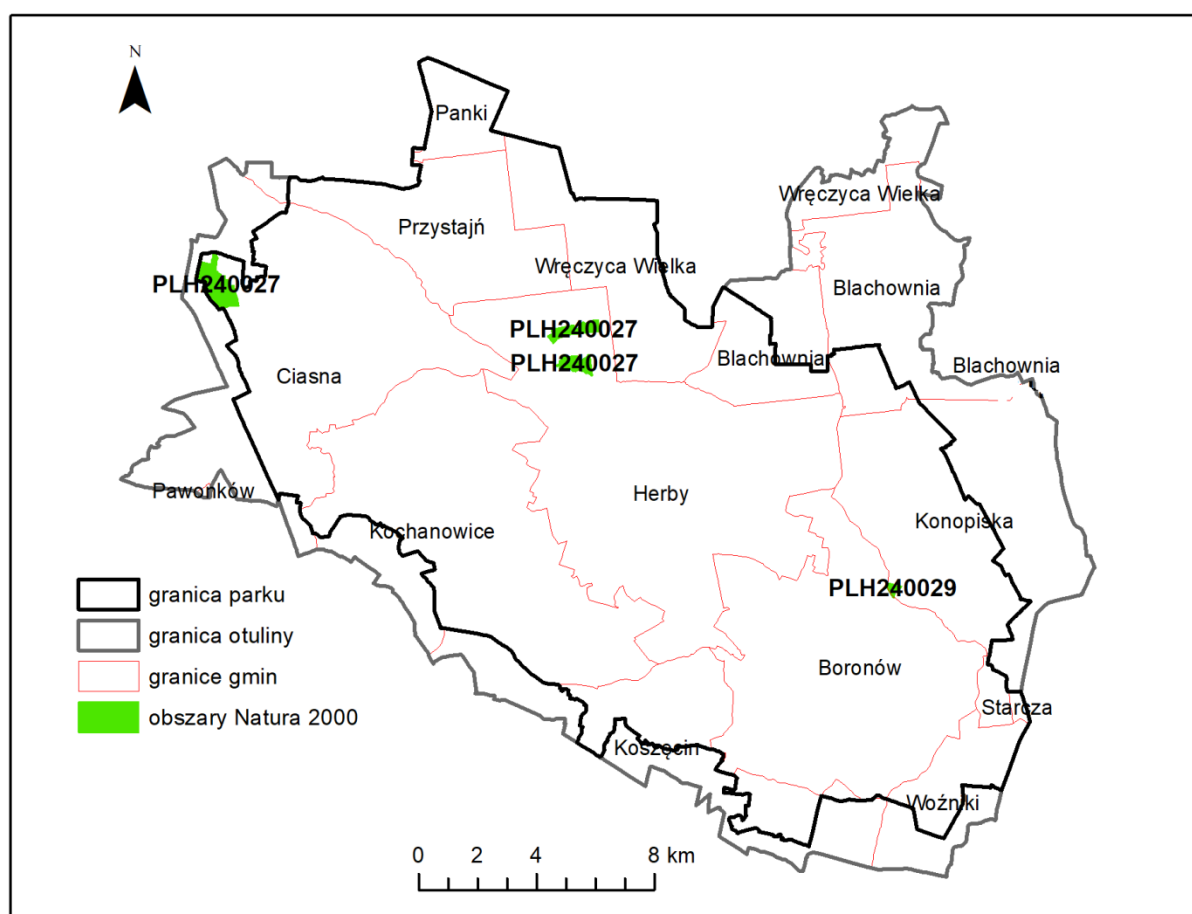 N
Panki
Wręczyca Wielka
Przystajń
Wręczyca Wielka
PLH240027
Blachownia
PLH240027
Blachownia
PLH240027
Blachownia
Ciasna
Pawonków
Herby
Konopiska
Kochanowice
PLH240029
granica parku
granica otuliny
Boronów
granice gmin
Starcza
obszary Natura 2000
Koszęcin
Woźniki
0 2 4 8 km